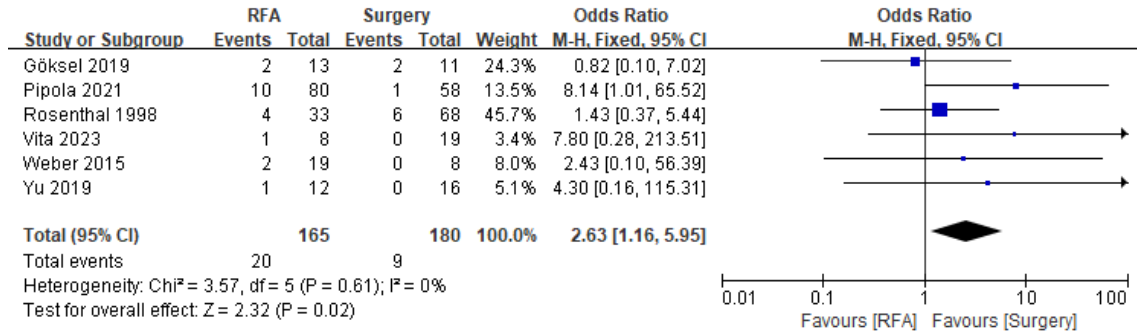 RFA Surgery Odds Ratio Odds Ratio
Study or Subgroup Events Total Events Total Weight M-H, Fixed, 95% CI M-H, Fixed, 95% CI
Göksel 2019 2 13 2 11 24.3% 0.82 [0.10, 7.02]
Pipola 2021 10 80 1 58 13.5% 8.14 [1.01, 65.52]
Rosenthal 1998 4 33 6 68 45.7% 1.43 [0.37, 5.44]
Vita 2023 1 8 0 19 3.4% 7.80 [0.28, 213.51]
Weber 2015 2 19 0 8 8.0% 2.43 [0.10, 56.39]
Yu 2019 1 12 0 16 5.1% 4.30 [0.16, 115.31]
Total (95% CI) 165 180 100.0% 2.63 [1.16, 5.95]
Total events 20 9
Heterogeneity: Chi² = 3.57, df = 5 (P = 0.61); I² = 0%
Test for overall effect: Z = 2.32 (P = 0.02)
0.01 0.1 1 10 100
Favours [RFA] Favours [Surgery]